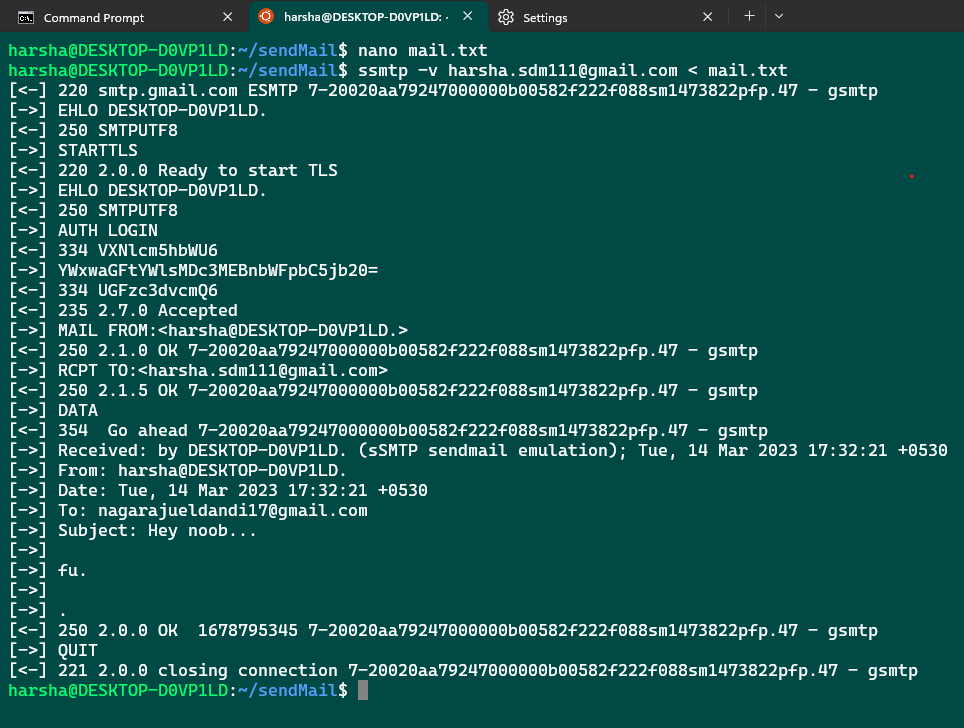 Command Prompt
harsha@DESKTOP-D0VP1LD: -
Settings
harsha@DESKTOP-D0VP1LD:~/sendMail$ nano mail.txt
harsha@DESKTOP-D0VP1LD:~/sendMail$ ssmtp -v harsha.sdm111@gmail.com < mail.txt
[<-] 220 smtp.gmail.com ESMTP 7-20020aa79247000000b00582f222f088sm1473822pfp.47 - gsmtp
[->] EHLO DESKTOP-D0VP1LD.
[<-] 250 SMTPUTF8
[->] STARTTLS
[<-] 220 2.0.0 Ready to start TLS
[->] EHLO DESKTOP-D0VP1LD.
[<-] 250 SMTPUTF8
[->] AUTH LOGIN
[<-] 334 VXNlcm5hbWU6
[->] YWxwaGFtYWlsMDc3MEBnbWFpbC5jb20=
[<-] 334 UGFzc3dvcmQ6
[<-] 235 2.7.0 Accepted
[->] MAIL FROM:<harsha@DESKTOP-D0VP1LD.>
[<-] 250 2.1.0 OK 7-20020aa79247000000b00582f222f088sm1473822pfp.47 - gsmtp
[->] RCPT TO:<harsha.sdm111@gmail.com>
[<-] 250 2.1.5 OK 7-20020aa79247000000b00582f222f088sm1473822pfp.47 - gsmtp
[->] DATA
[<-] 354  Go ahead 7-20020aa79247000000b00582f222f088sm1473822pfp.47 - gsmtp
[->] Received: by DESKTOP-D0VP1LD. (sSMTP sendmail emulation); Tue, 14 Mar 2023 17:32:21 +0530
[->] From: harsha@DESKTOP-D0VP1LD.
[->] Date: Tue, 14 Mar 2023 17:32:21 +0530
[->] To: nagarajueldandi17@gmail.com
[->] Subject: Hey noob...
[->]
[->] fu.
[->]
[->] .
[<-] 250 2.0.0 OK  1678795345 7-20020aa79247000000b00582f222f088sm1473822pfp.47 - gsmtp
[->] QUIT
[<-] 221 2.0.0 closing connection 7-20020aa79247000000b00582f222f088sm1473822pfp.47 - gsmtp
harsha@DESKTOP-D0VP1LD:~/sendMail$